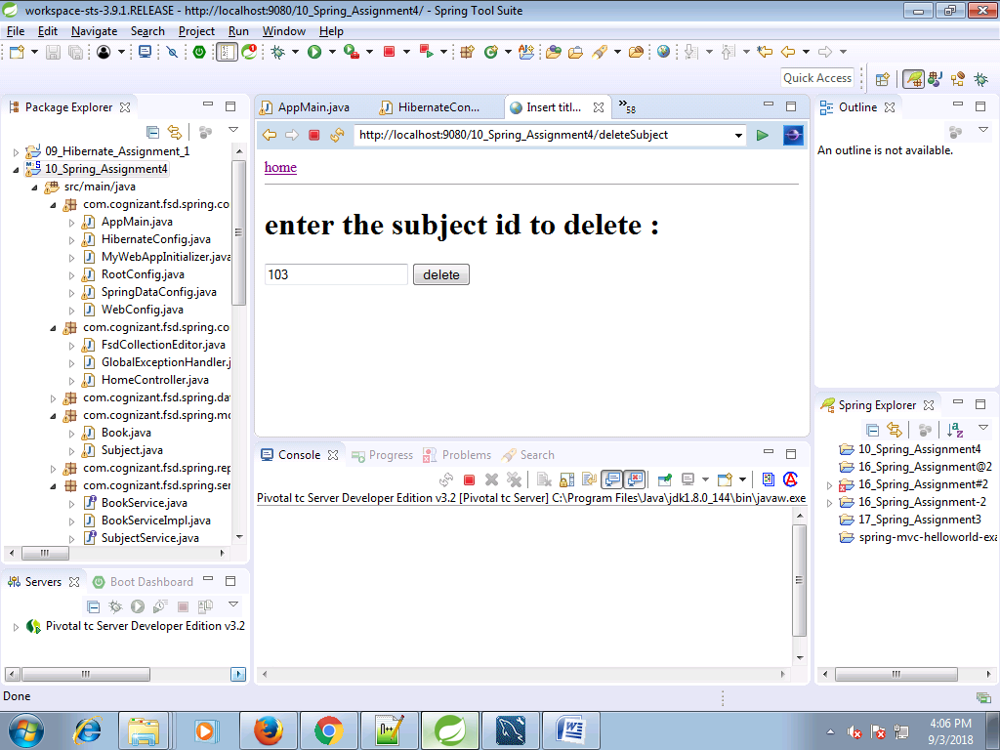 workspace-sts-3.9.1.RELEASE - http://localhost:9080/10_Spring_Assignment4/ - Spring Tool Suite
File Edit Navigate Search Project Run Window Help
Quick Access
Package Explorer
09_Hibernate_Assignment_1
10_Spring_Assignment4
src/main/java
com.cognizant.fsd.spring.co
AppMain.java
HibernateConfig.java
MyWebAppInitializer.java
RootConfig.java
SpringDataConfig.java
WebConfig.java
com.cognizant.fsd.spring.co
FsdCollectionEditor.java
GlobalExceptionHandler.j
HomeController.java
com.cognizant.fsd.spring.da
com.cognizant.fsd.spring.mo
Book.java
Subject.java
com.cognizant.fsd.spring.rep
com.cognizant.fsd.spring.ser
BookService.java
BookServiceImpl.java
SubjectService.java
Servers Boot Dashboard
Pivotal tc Server Developer Edition v3.2
AppMain.java HibernateCon... Insert titl... »58
http://localhost:9080/10_Spring_Assignment4/deleteSubject
home
enter the subject id to delete :
103 delete
Console Progress Problems Search
Pivotal tc Server Developer Edition v3.2 [Pivotal tc Server] C:\Program Files\Java\jdk1.8.0_144\bin\javaw.exe
Outline
An outline is not available.
Spring Explorer
10_Spring_Assignment4
16_Spring_Assignment@2
16_Spring_Assignment#2
16_Spring_Assignment-2
17_Spring_Assignment3
spring-mvc-helloworld-exa
Done
4:06 PM
9/3/2018